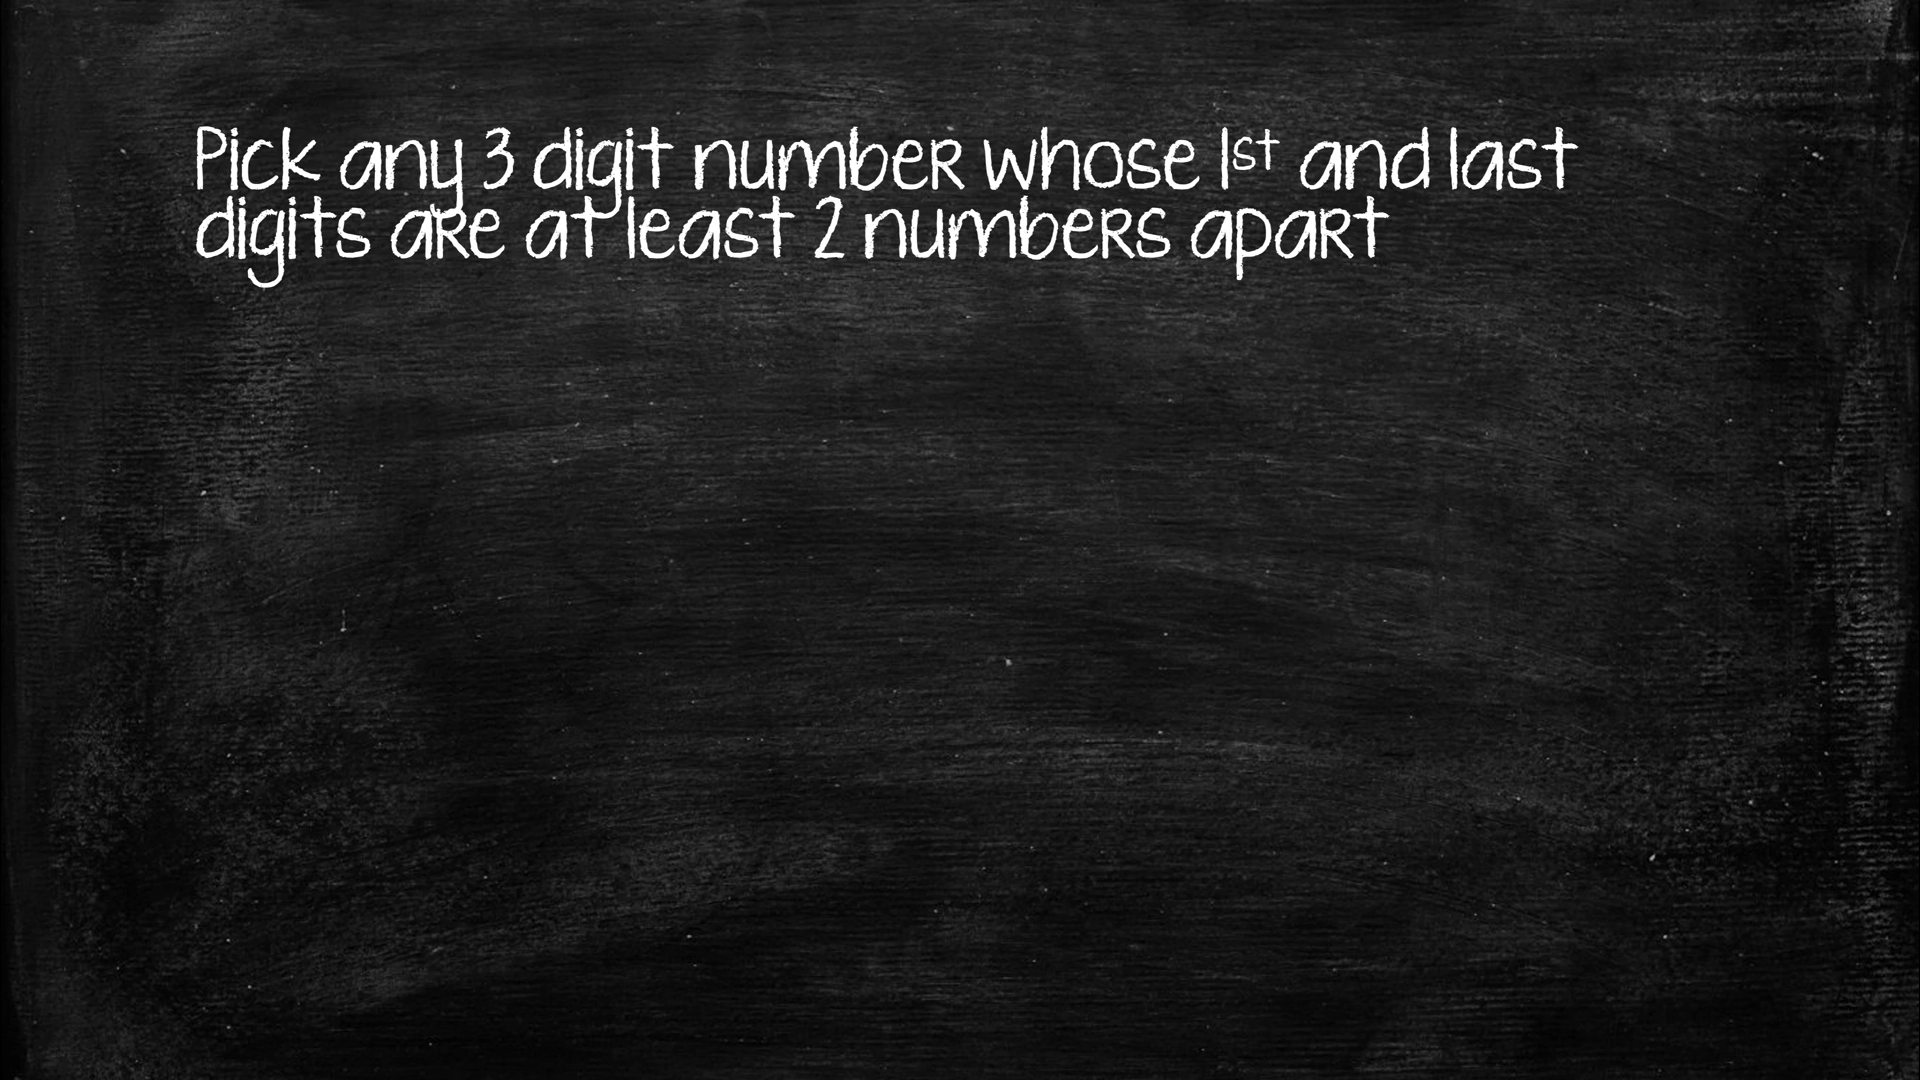 Pick any 3 digit number whose 1st and last
digits are at least 2 numbers apart